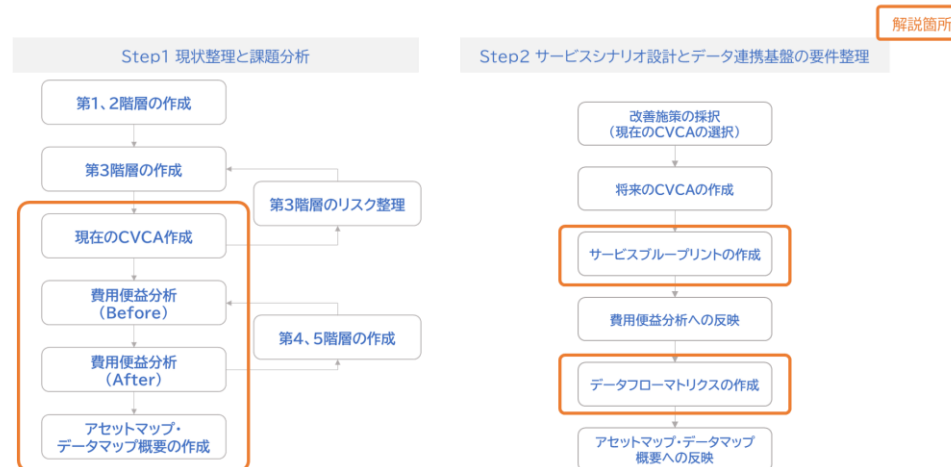 解説箇所
Step1 現状整理と課題分析
第1、2階層の作成
第3階層の作成
第3階層のリスク整理
現在のCVCA作成
費用便益分析
(Before)
第4、5階層の作成
費用便益分析
(After)
アセットマップ・
データマップ概要の作成
Step2 サービスシナリオ設計とデータ連携基盤の要件整理
改善施策の採択
(現在のCVCAの選択)
将来のCVCAの作成
サービスブループリントの作成
費用便益分析への反映
データフローマトリクスの作成
アセットマップ・データマップ
概要への反映